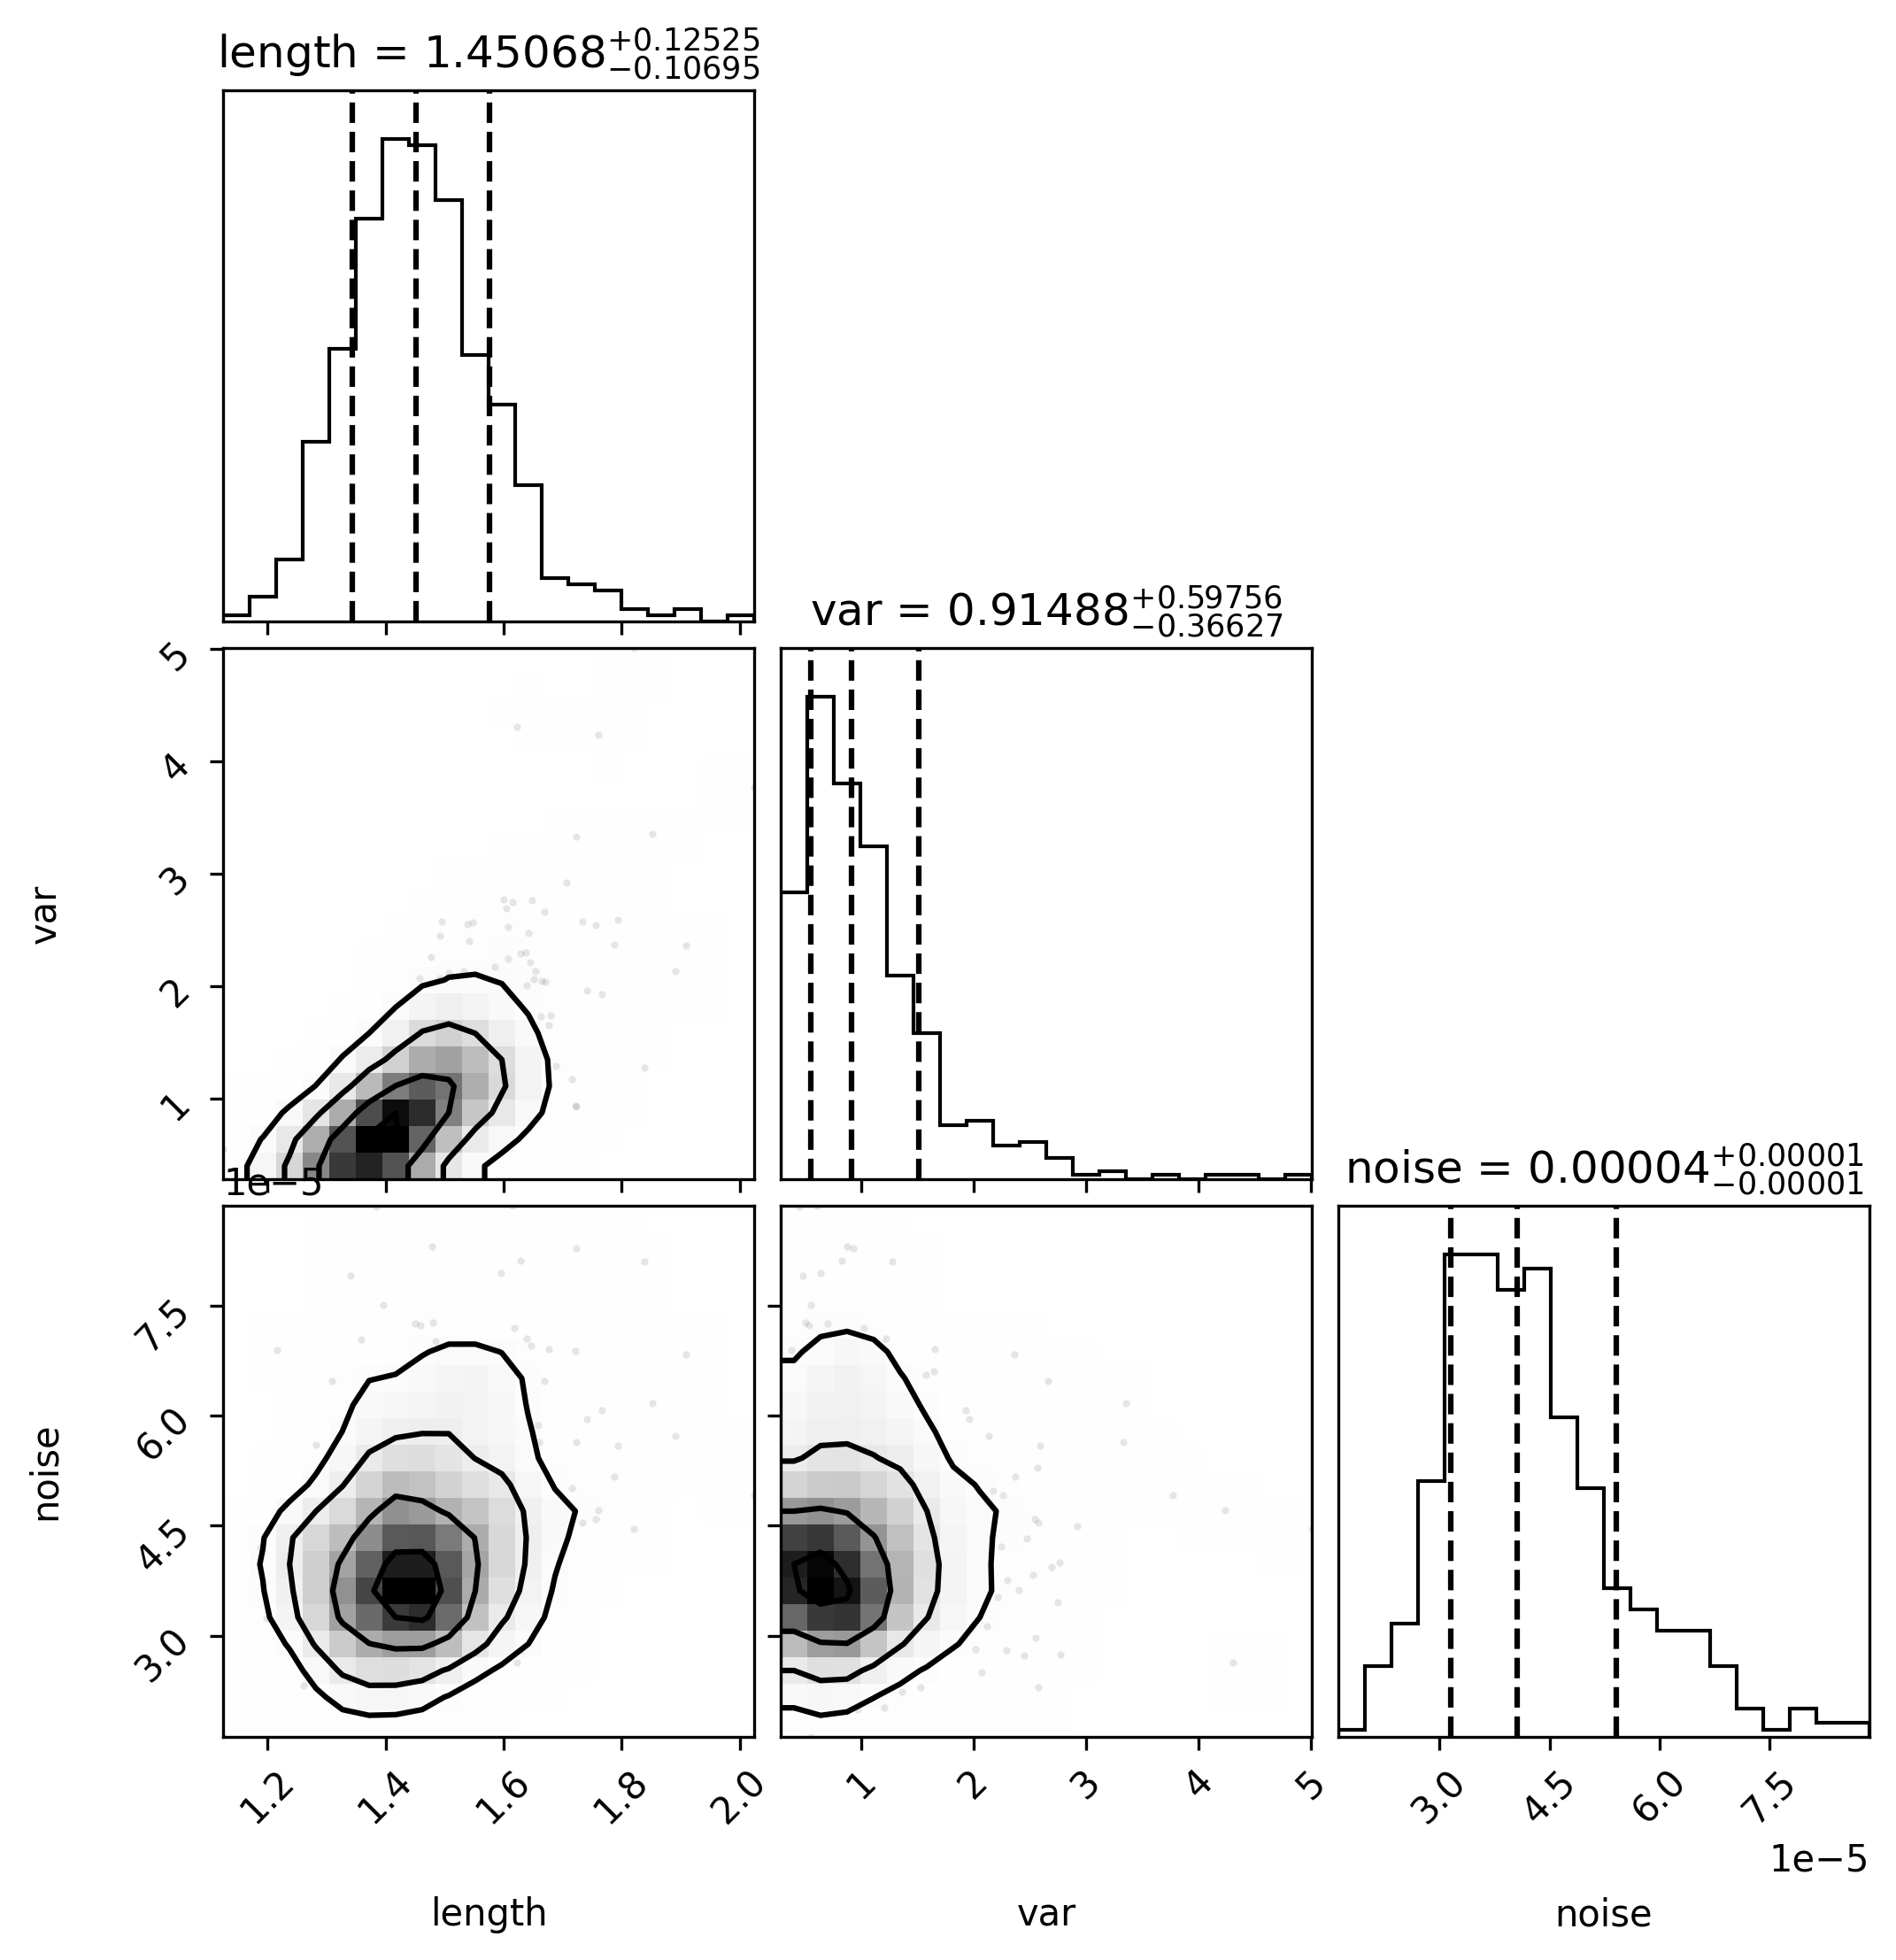 length = 1.45068 +0.12525 −0.10695
5
4
3
2
1
var
var = 0.91488 +0.59756 −0.36627
1e−5
noise = 0.00004 +0.00001 −0.00001
7.5
6.0
4.5
3.0
noise
1.2 1.4 1.6 1.8 2.0 1 2 3 4 5 3.0 4.5 6.0 7.5
1e−5
length var noise